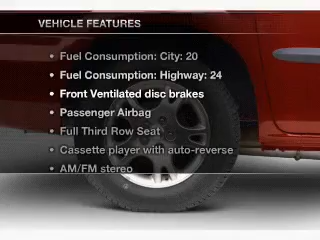 VEHICLE FEATURES
• Fuel Consumption: City: 20
• Fuel Consumption: Highway: 24
• Front Ventilated disc brakes
• Passenger Airbag
• Full Third Row Seat
• Cassette player with auto-reverse
• AM/FM stereo